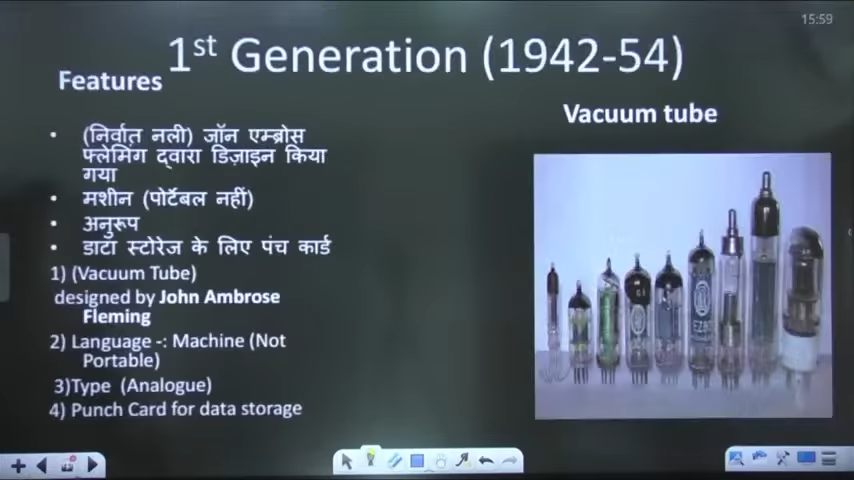 15:59
1st Generation (1942-54)
Features
Vacuum tube
• (निर्वात नली) जॉन एम्ब्रोस
फ्लेमिंग द्वारा डिज़ाइन किया
गया
• मशीन (पोर्टेबल नहीं)
• अनुरूप
• डाटा स्टोरेज के लिए पंच कार्ड
1) (Vacuum Tube)
designed by John Ambrose
Fleming
2) Language -: Machine (Not
Portable)
3)Type (Analogue)
4) Punch Card for data storage